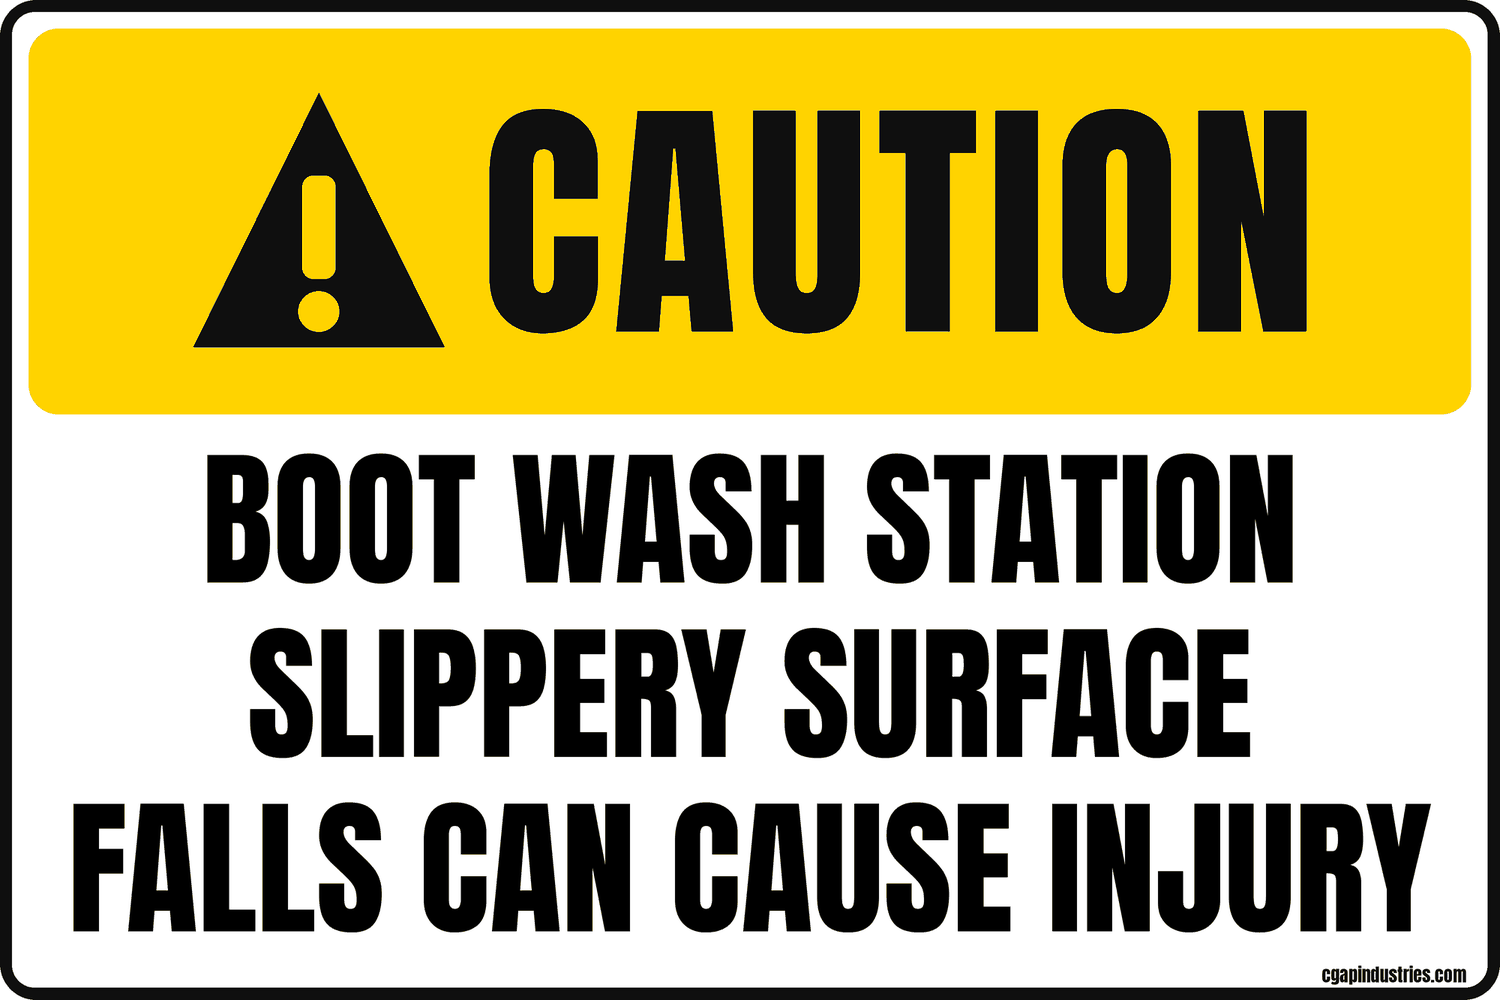 CAUTION
BOOT WASH STATION
SLIPPERY SURFACE
FALLS CAN CAUSE INJURY
cgapindustries.com